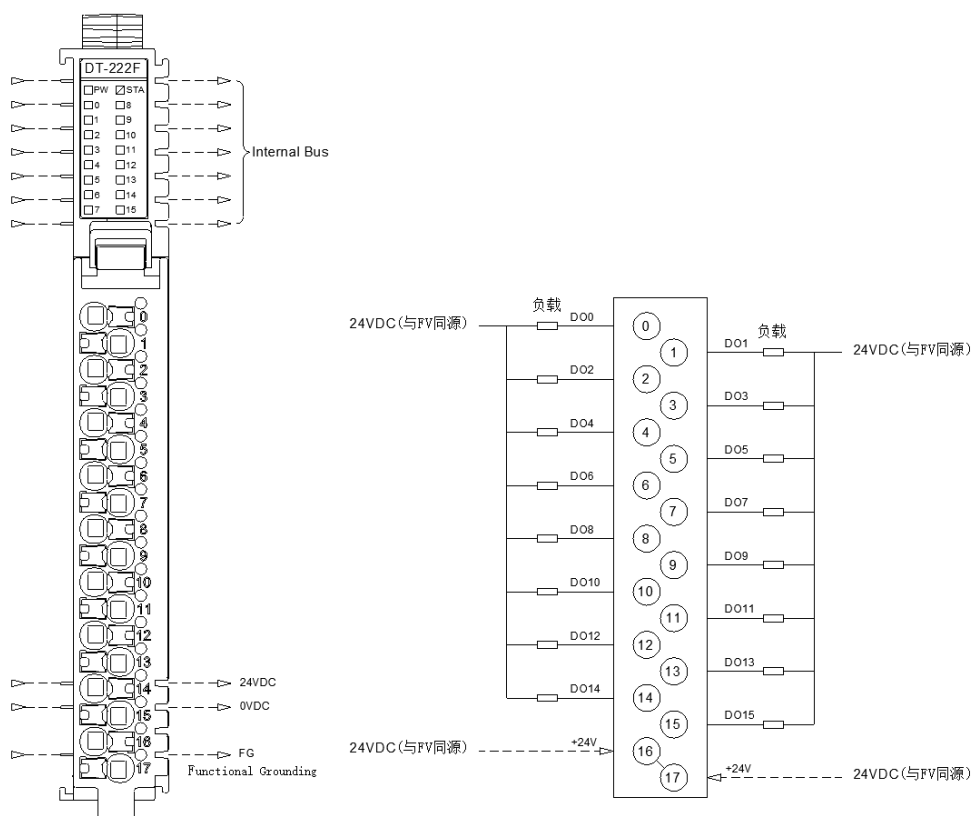 DT-222F
PW STA
0 8
1 9
2 10
3 11
4 12
5 13
6 14
7 15
Internal Bus
0
1
2
3
4
5
6
7
8
9
10
11
12
13
14
15
16
17
24VDC
0VDC
FG
Functional Grounding
负载
24VDC(与FV同源)
DO0
0
负载
1
DO1
24VDC(与FV同源)
DO2
2
3
DO3
DO4
4
5
DO5
DO6
6
7
DO7
DO8
8
9
DO9
DO10
10
11
DO11
DO12
12
13
DO13
DO14
14
15
DO15
24VDC(与FV同源)
+24V
16
17
+24V
24VDC(与FV同源)